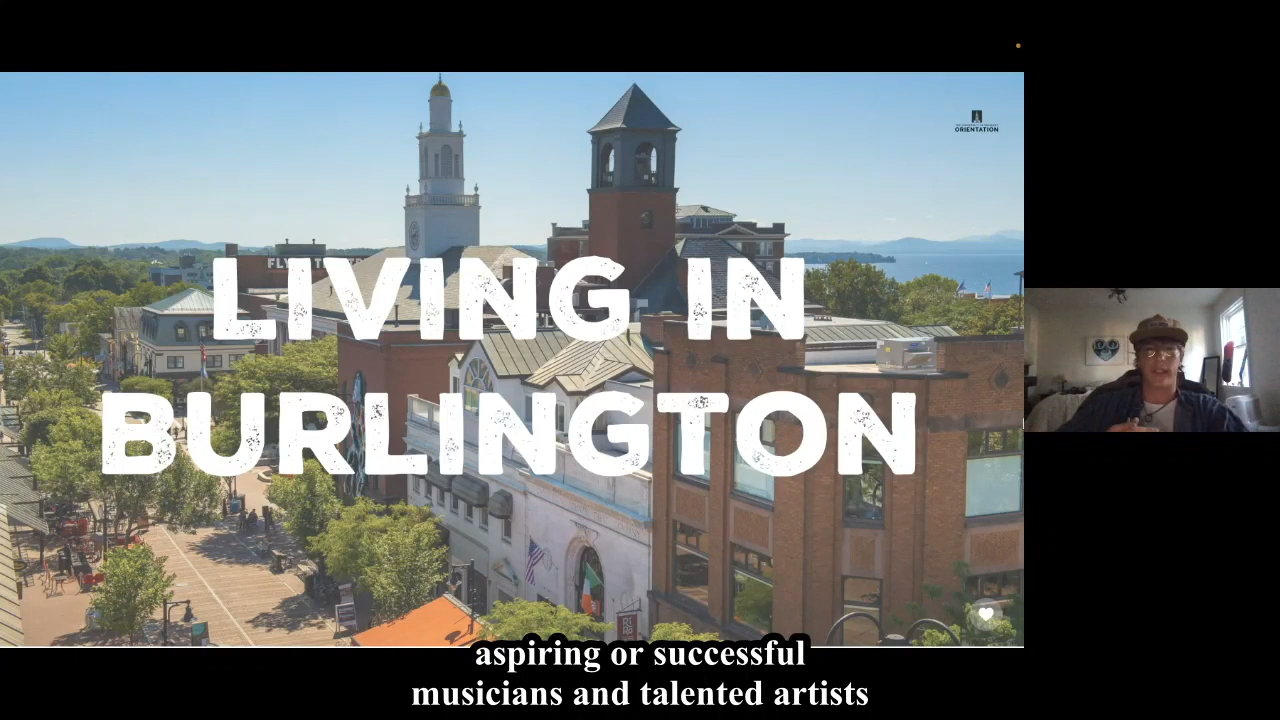 ORIENTATION
LIVING IN
BURLINGTON
aspiring or successful
musicians and talented artists